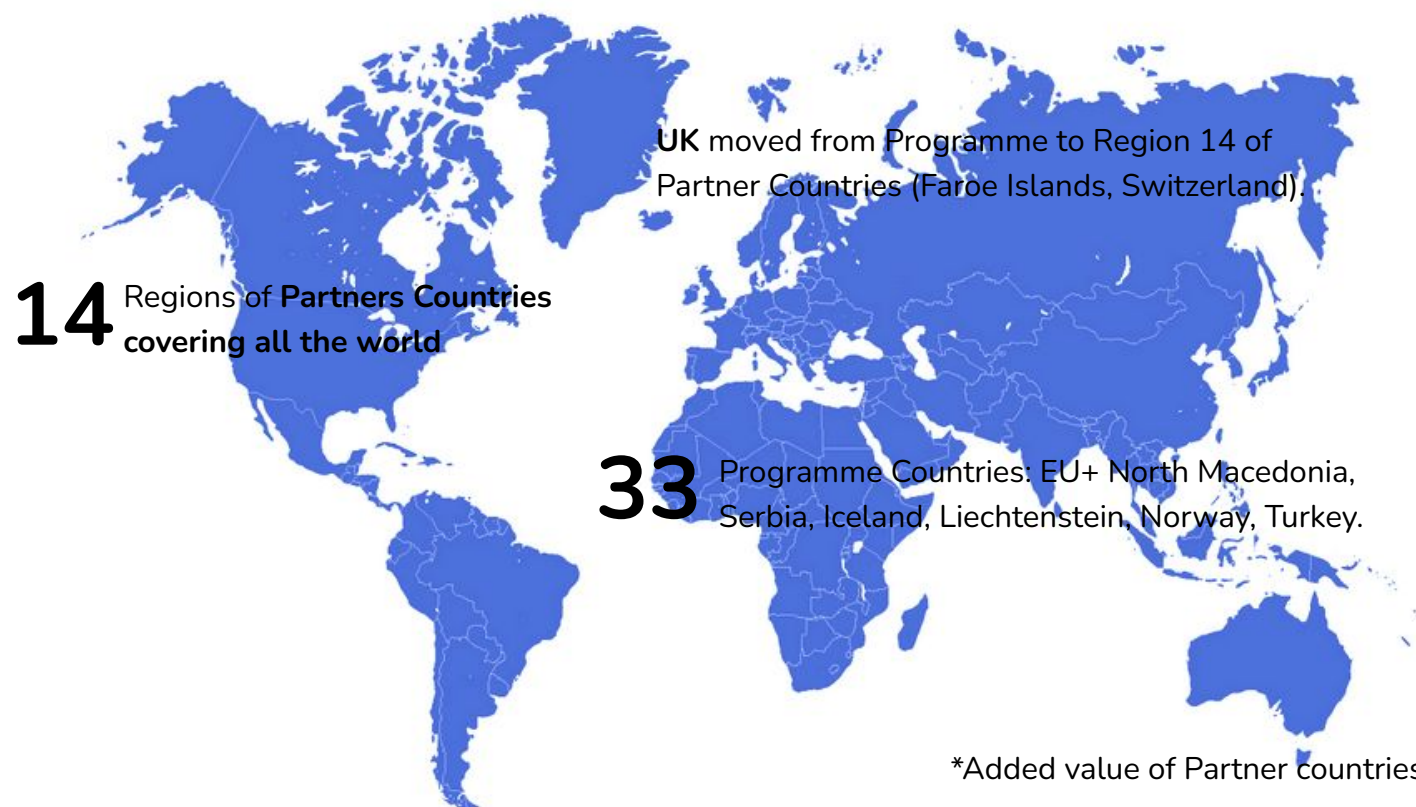 UK moved from Programme to Region 14 of
Partner Countries (Faroe Islands, Switzerland).
14 Regions of Partners Countries
covering all the world
33 Programme Countries: EU+ North Macedonia,
Serbia, Iceland, Liechtenstein, Norway, Turkey.
*Added value of Partner countries